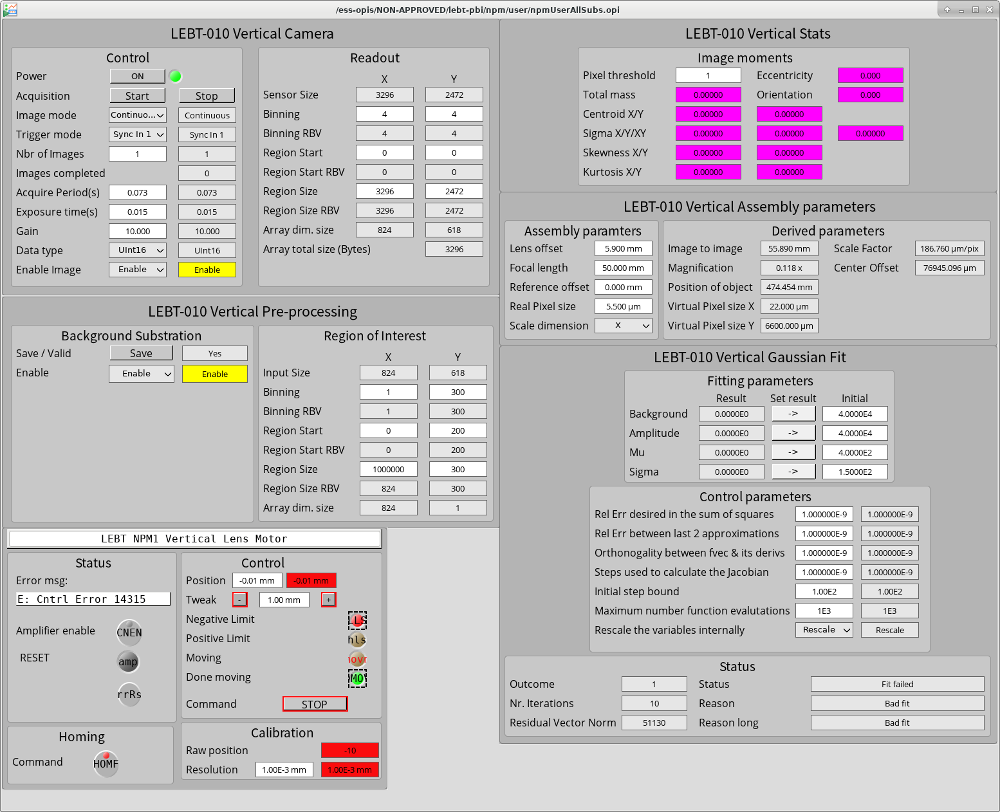 /ess-opis/NON-APPROVED/lebt-pbi/npm/user/npmUserAllSubs.opi
LEBT-010 Vertical Camera
Control
Power ON
Acquisition Start Stop
Image mode Continuo... Continuous
Trigger mode Sync In 1 Sync In 1
Nbr of Images 1 1
Images completed 0
Acquire Period(s) 0.073 0.073
Exposure time(s) 0.015 0.015
Gain 10.000 10.000
Data type UInt16 UInt16
Enable Image Enable Enable
Readout
X Y
Sensor Size 3296 2472
Binning 4 4
Binning RBV 4 4
Region Start 0 0
Region Start RBV 0 0
Region Size 3296 2472
Region Size RBV 3296 2472
Array dim. size 824 618
Array total size (Bytes) 3296
LEBT-010 Vertical Pre-processing
Background Substration
Save / Valid Save Yes
Enable Enable Enable
Region of Interest
X Y
Input Size 824 618
Binning 1 300
Binning RBV 1 300
Region Start 0 200
Region Start RBV 0 200
Region Size 1000000 300
Region Size RBV 824 300
Array dim. size 824 1
LEBT NPM1 Vertical Lens Motor
Status
Error msg:
E: Cntrl Error 14315
Amplifier enable CNEN
RESET amp
rrRs
Homing
Command HOMF
Control
Position -0.01 mm -0.01 mm
Tweak - 1.00 mm +
Negative Limit LLS
Positive Limit hls
Moving movr
Done moving MO
Command STOP
Calibration
Raw position -10
Resolution 1.00E-3 mm 1.00E-3 mm
LEBT-010 Vertical Stats
Image moments
Pixel threshold 1 Eccentricity 0.000
Total mass 0.00000 Orientation 0.000
Centroid X/Y 0.00000 0.00000
Sigma X/Y/XY 0.00000 0.00000 0.00000
Skewness X/Y 0.00000 0.00000
Kurtosis X/Y 0.00000 0.00000
LEBT-010 Vertical Assembly parameters
Assembly paramters
Lens offset 5.900 mm
Focal length 50.000 mm
Reference offset 0.000 mm
Real Pixel size 5.500 µm
Scale dimension X
Derived parameters
Image to image 55.890 mm Scale Factor 186.760 µm/pix
Magnification 0.118 x Center Offset 76945.096 µm
Position of object 474.454 mm
Virtual Pixel size X 22.000 µm
Virtual Pixel size Y 6600.000 µm
LEBT-010 Vertical Gaussian Fit
Fitting parameters
Result Set result Initial
Background 0.0000E0 -> 4.0000E4
Amplitude 0.0000E0 -> 4.0000E4
Mu 0.0000E0 -> 4.0000E2
Sigma 0.0000E0 -> 1.5000E2
Control parameters
Rel Err desired in the sum of squares 1.000000E-9 1.000000E-9
Rel Err between last 2 approximations 1.000000E-9 1.000000E-9
Orthonogality between fvec & its derivs 1.000000E-9 1.000000E-9
Steps used to calculate the Jacobian 1.000000E-9 1.000000E-9
Initial step bound 1.00E2 1.00E2
Maximum number function evalutations 1E3 1E3
Rescale the variables internally Rescale Rescale
Status
Outcome 1 Status Fit failed
Nr. Iterations 10 Reason Bad fit
Residual Vector Norm 51130 Reason long Bad fit